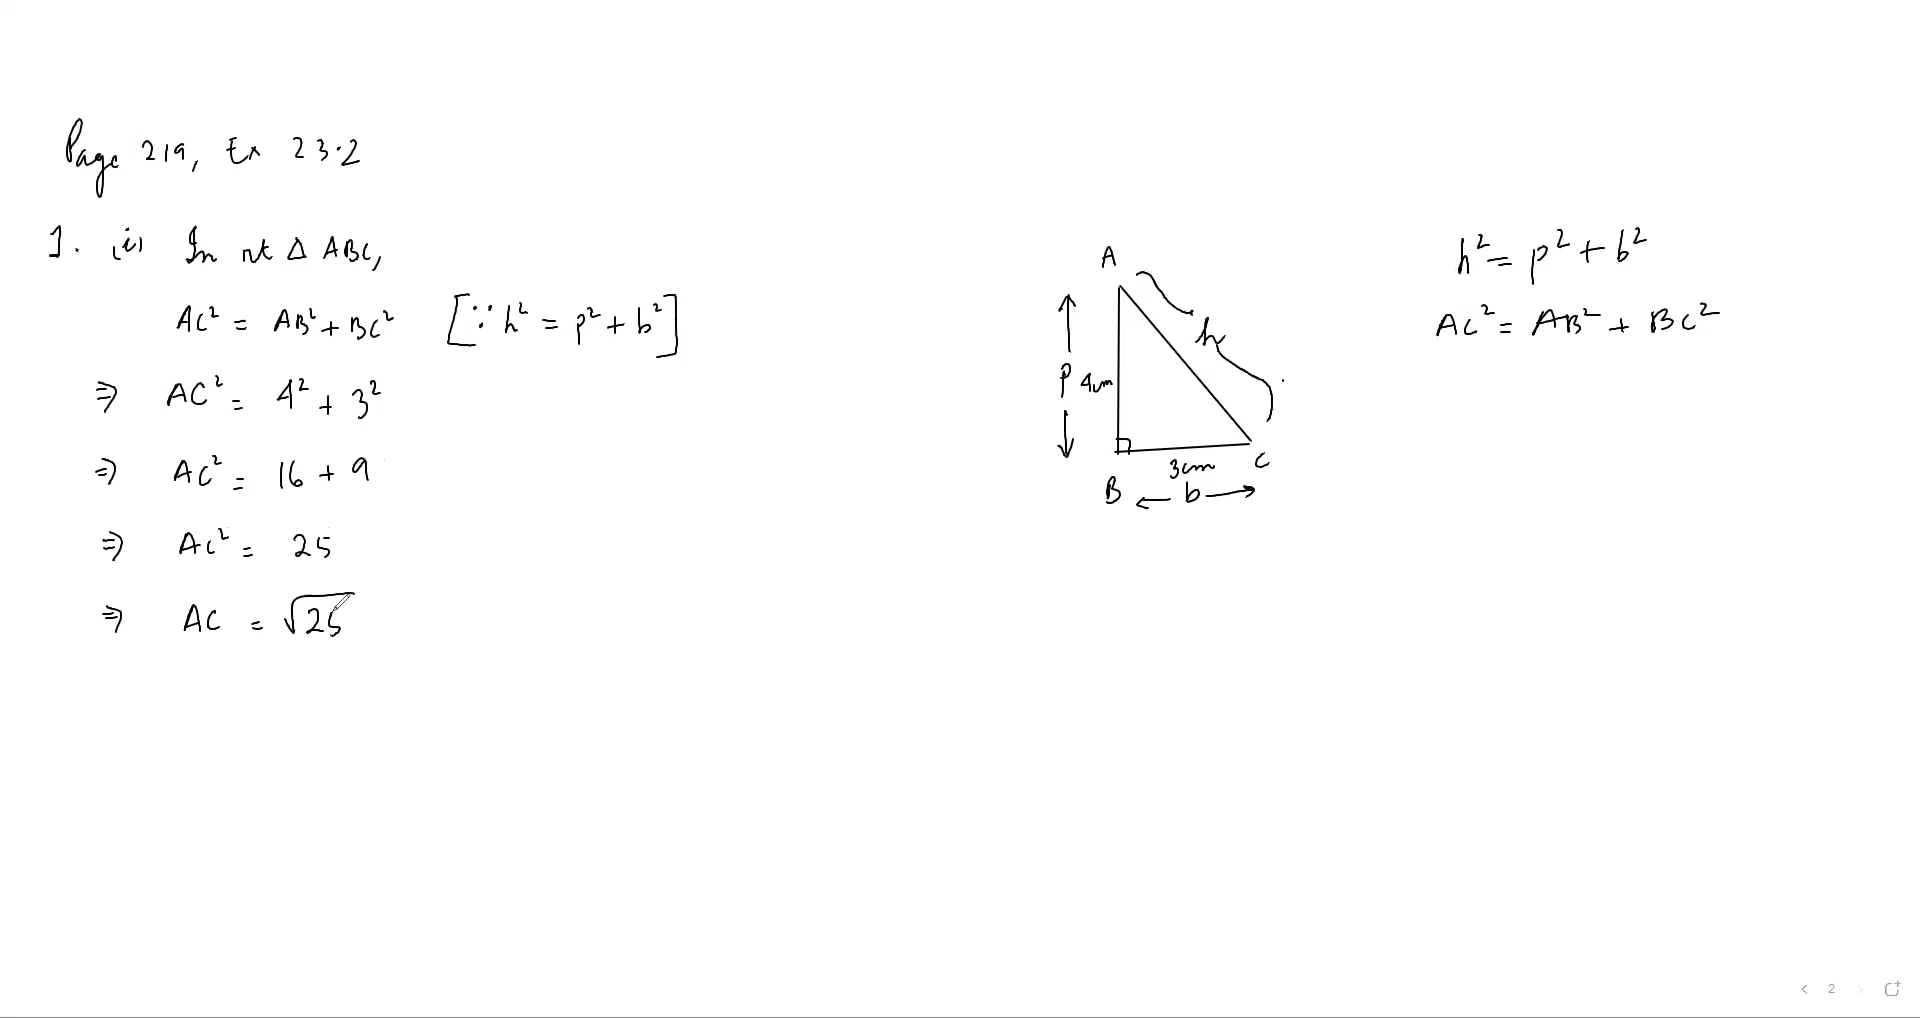 Page 219, Ex 23.2
1. (i) In rt Δ ABC,
AC² = AB² + BC² [∵ h² = p² + b²]
⇒ AC² = 4² + 3²
⇒ AC² = 16 + 9
⇒ AC² = 25
⇒ AC = √25
A
h
p 4cm
3cm
C
B
b
h² = p² + b²
AC² = AB² + BC²
2